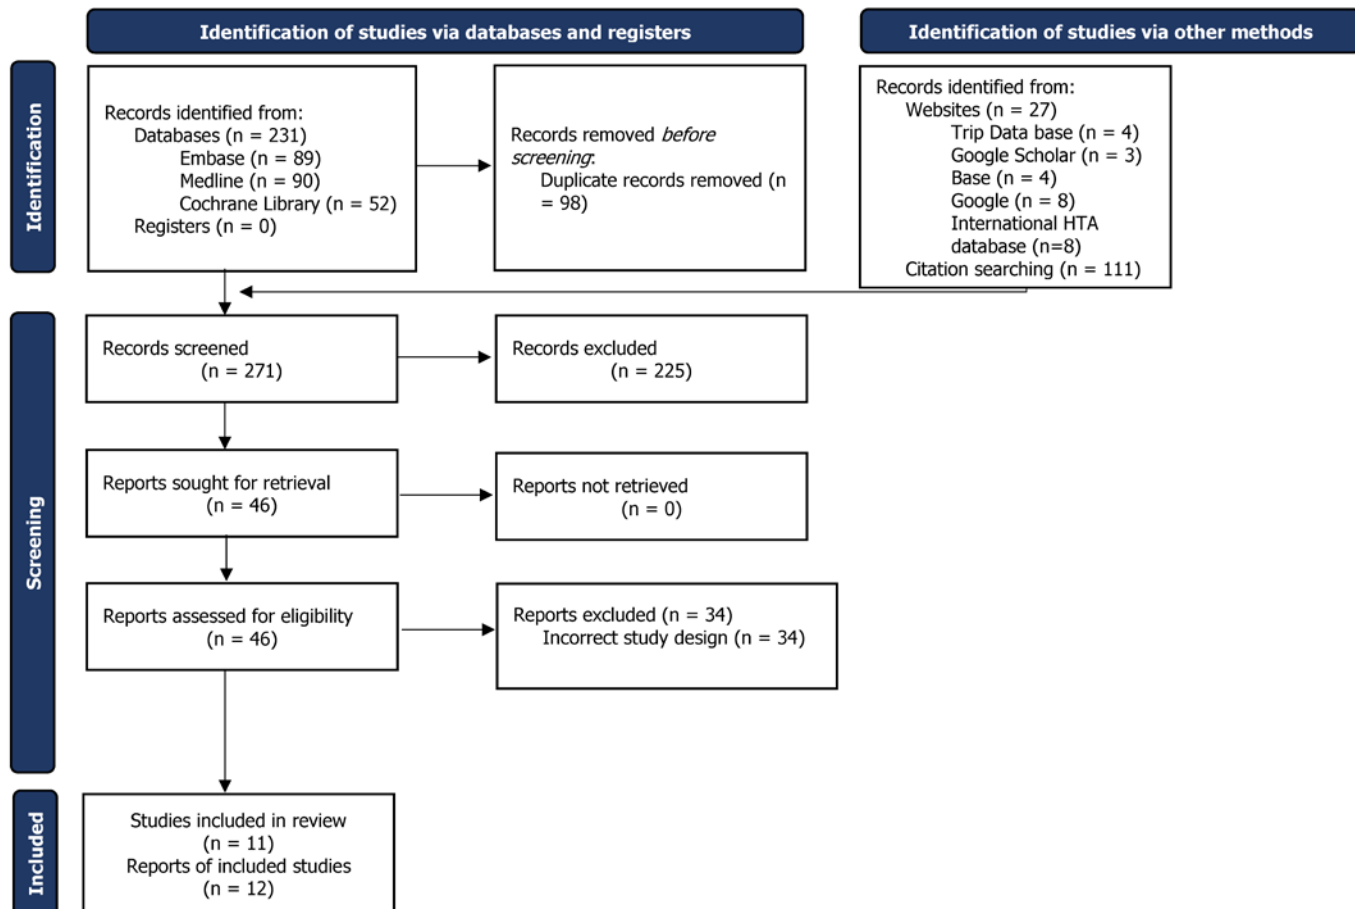 Identification of studies via databases and registers
Identification of studies via other methods
Identification
Records identified from:
Databases (n = 231)
Embase (n = 89)
Medline (n = 90)
Cochrane Library (n = 52)
Registers (n = 0)
Records removed before
screening:
Duplicate records removed (n
= 98)
Records identified from:
Websites (n = 27)
Trip Data base (n = 4)
Google Scholar (n = 3)
Base (n = 4)
Google (n = 8)
International HTA
database (n=8)
Citation searching (n = 111)
Screening
Records screened
(n = 271)
Records excluded
(n = 225)
Reports sought for retrieval
(n = 46)
Reports not retrieved
(n = 0)
Reports assessed for eligibility
(n = 46)
Reports excluded (n = 34)
Incorrect study design (n = 34)
Included
Studies included in review
(n = 11)
Reports of included studies
(n = 12)